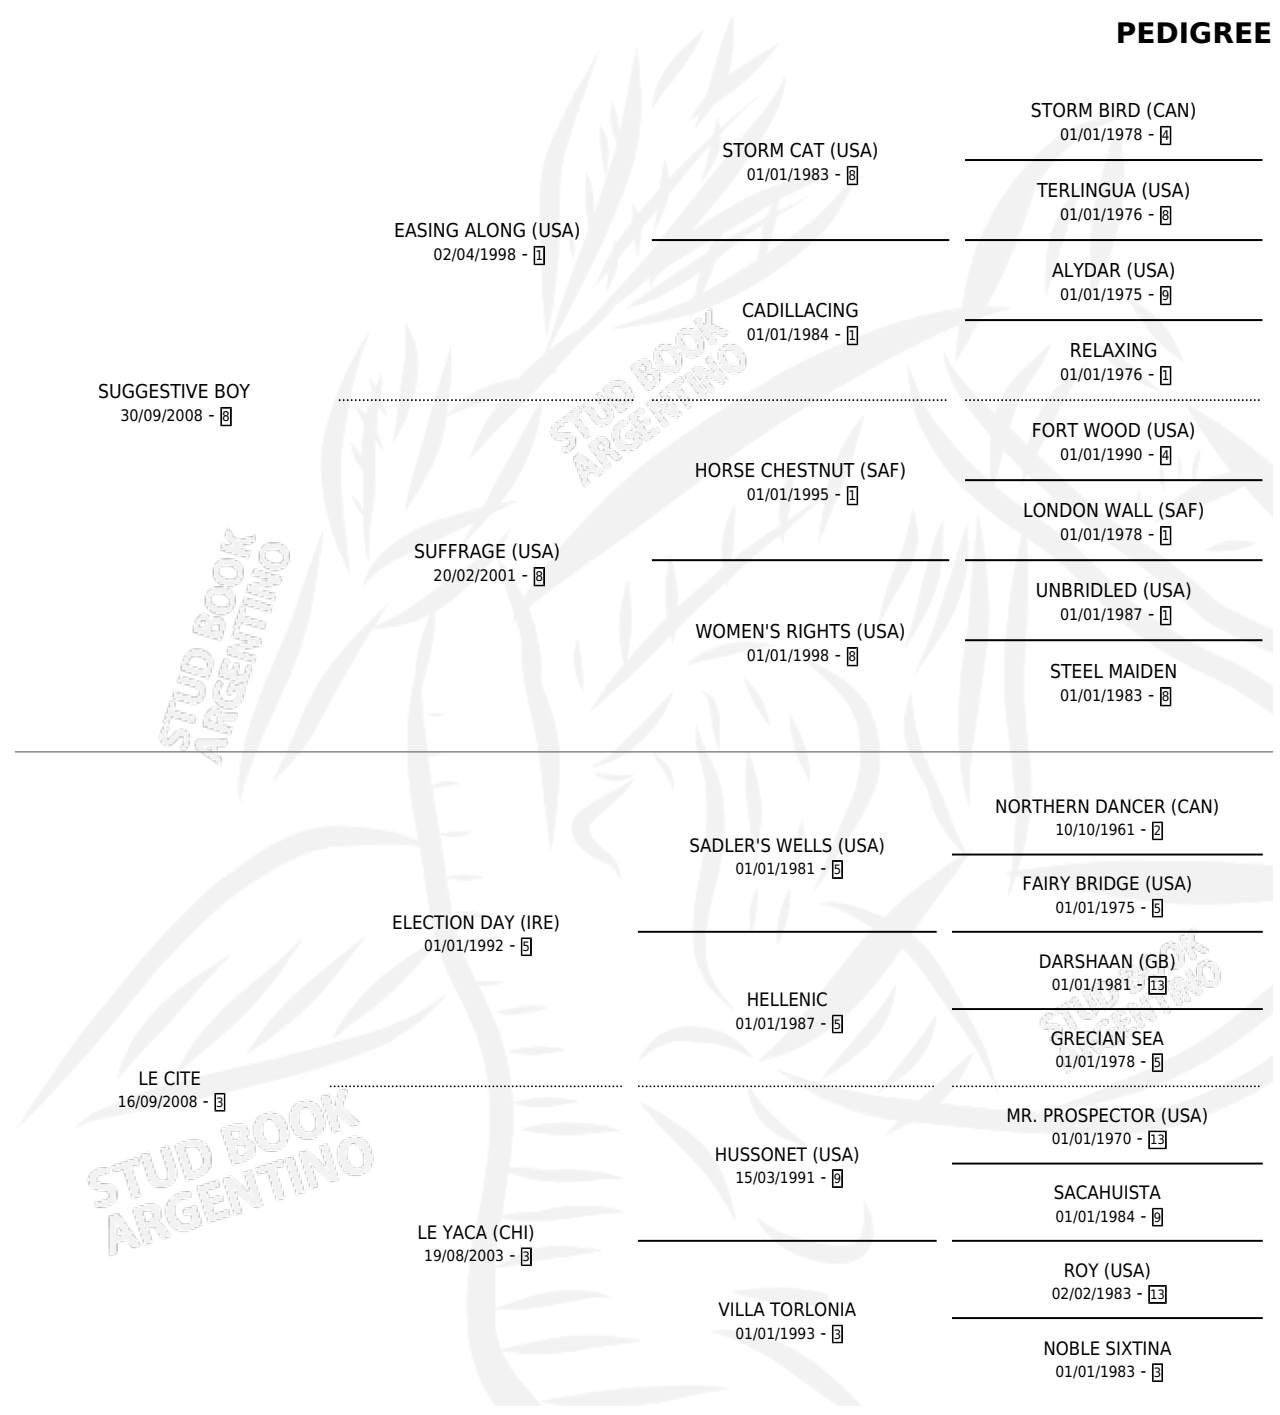 PEDIGREE
STORM BIRD (CAN)
01/01/1978 - 4
STORM CAT (USA)
01/01/1983 - 8
TERLINGUA (USA)
01/01/1976 - 8
EASING ALONG (USA)
02/04/1998 - 1
ALYDAR (USA)
01/01/1975 - 9
CADILLACING
01/01/1984 - 1
RELAXING
01/01/1976 - 1
SUGGESTIVE BOY
30/09/2008 - 8
FORT WOOD (USA)
01/01/1990 - 4
HORSE CHESTNUT (SAF)
01/01/1995 - 1
LONDON WALL (SAF)
01/01/1978 - 1
SUFFRAGE (USA)
20/02/2001 - 8
UNBRIDLED (USA)
01/01/1987 - 1
WOMEN'S RIGHTS (USA)
01/01/1998 - 8
STEEL MAIDEN
01/01/1983 - 8
NORTHERN DANCER (CAN)
10/10/1961 - 2
SADLER'S WELLS (USA)
01/01/1981 - 5
FAIRY BRIDGE (USA)
01/01/1975 - 5
ELECTION DAY (IRE)
01/01/1992 - 5
DARSHAAN (GB)
01/01/1981 - 13
HELLENIC
01/01/1987 - 5
GRECIAN SEA
01/01/1978 - 5
LE CITE
16/09/2008 - 3
MR. PROSPECTOR (USA)
01/01/1970 - 13
HUSSONET (USA)
15/03/1991 - 9
SACAHUISTA
01/01/1984 - 9
LE YACA (CHI)
19/08/2003 - 3
ROY (USA)
02/02/1983 - 13
VILLA TORLONIA
01/01/1993 - 3
NOBLE SIXTINA
01/01/1983 - 3
STUD BOOK
ARGENTINO
STUD BOOK
ARGENTINO
STUD BOOK
ARGENTINO
STUD BOOK
ARGENTINO